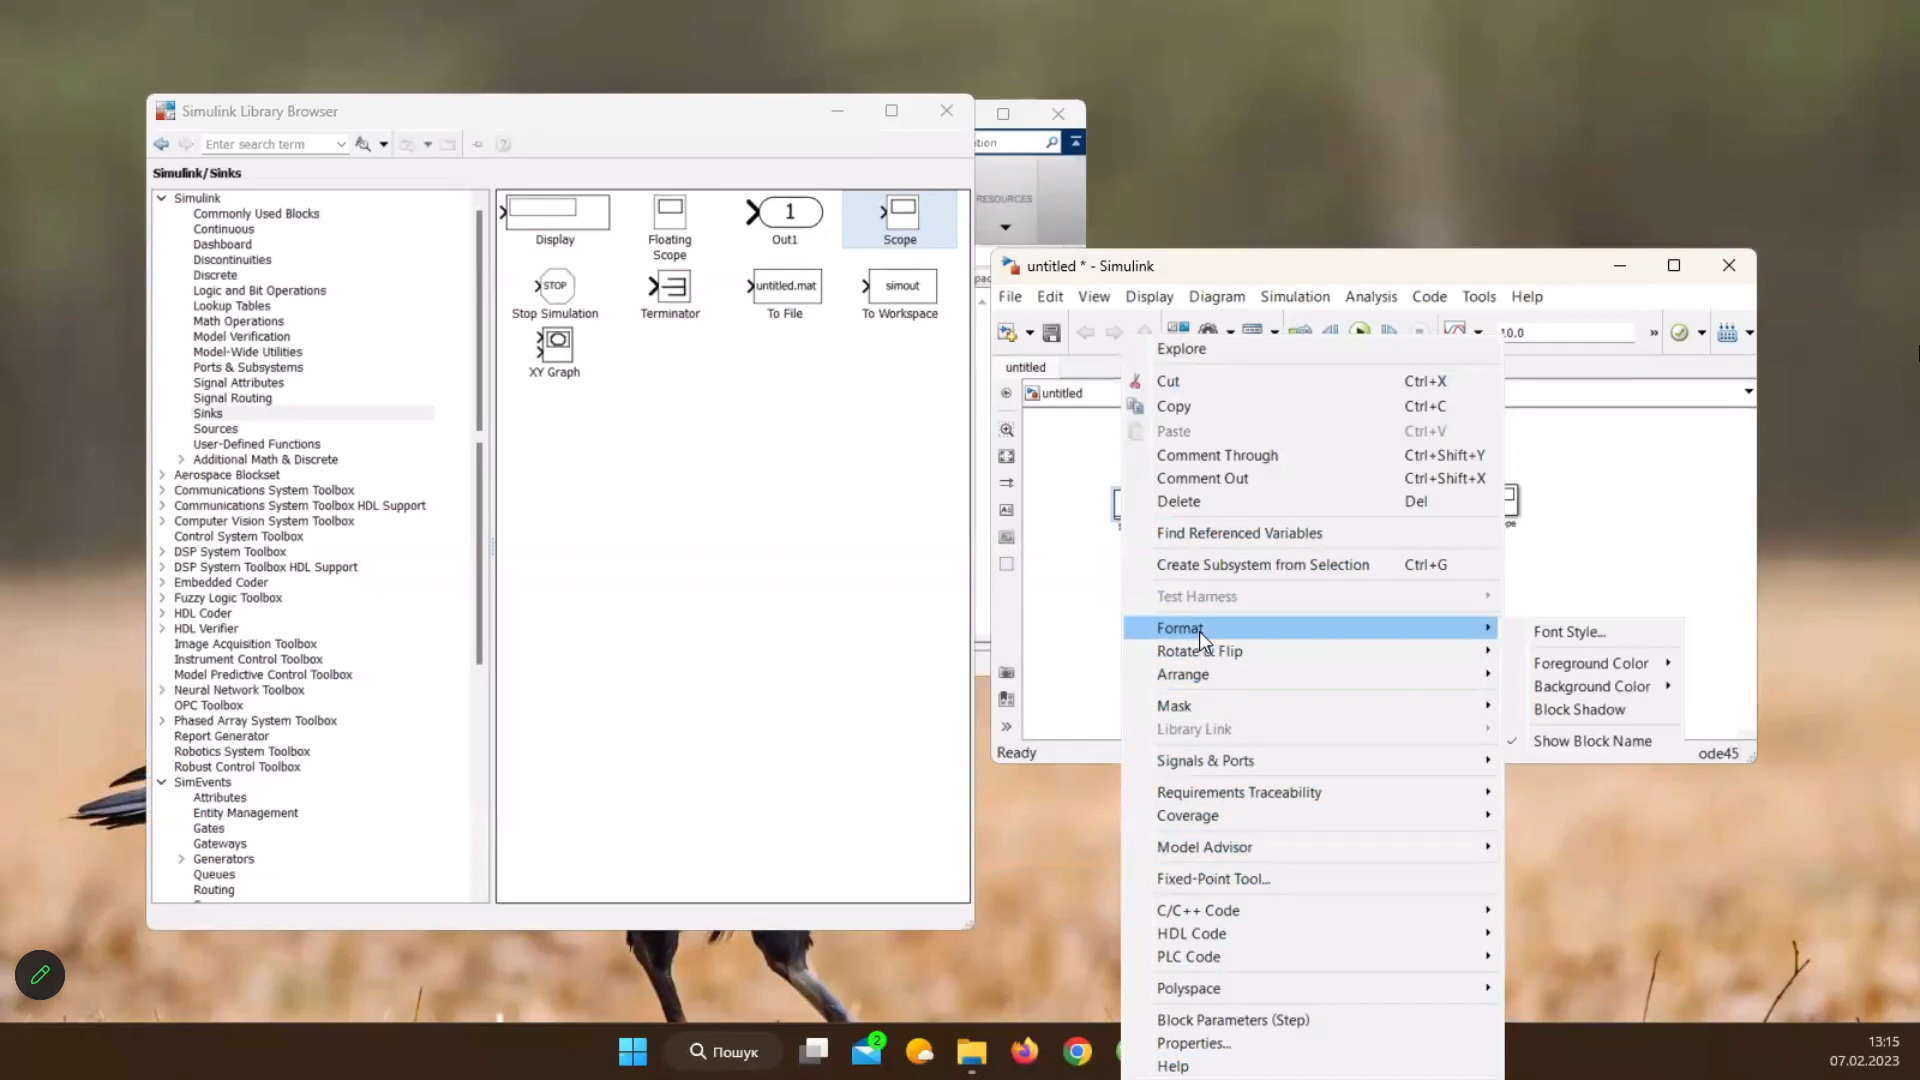 Simulink Library Browser
Enter search term
Simulink/Sinks
Simulink
Commonly Used Blocks
Continuous
Dashboard
Discontinuities
Discrete
Logic and Bit Operations
Lookup Tables
Math Operations
Model Verification
Model-Wide Utilities
Ports & Subsystems
Signal Attributes
Signal Routing
Sinks
Sources
User-Defined Functions
Additional Math & Discrete
Aerospace Blockset
Communications System Toolbox
Communications System Toolbox HDL Support
Computer Vision System Toolbox
Control System Toolbox
DSP System Toolbox
DSP System Toolbox HDL Support
Embedded Coder
Fuzzy Logic Toolbox
HDL Coder
HDL Verifier
Image Acquisition Toolbox
Instrument Control Toolbox
Model Predictive Control Toolbox
Neural Network Toolbox
OPC Toolbox
Phased Array System Toolbox
Report Generator
Robotics System Toolbox
Robust Control Toolbox
SimEvents
Attributes
Entity Management
Gates
Gateways
Generators
Queues
Routing
Display
Floating
Scope
1
Out1
Scope
STOP
Stop Simulation
Terminator
untitled.mat
To File
simout
To Workspace
XY Graph
RESOURCES
untitled * - Simulink
File Edit View Display Diagram Simulation Analysis Code Tools Help
10.0
untitled
untitled
Explore
Cut Ctrl+X
Copy Ctrl+C
Paste Ctrl+V
Comment Through Ctrl+Shift+Y
Comment Out Ctrl+Shift+X
Delete Del
Find Referenced Variables
Create Subsystem from Selection Ctrl+G
Test Harness
Format
Rotate & Flip
Arrange
Mask
Library Link
Signals & Ports
Requirements Traceability
Coverage
Model Advisor
Fixed-Point Tool...
C/C++ Code
HDL Code
PLC Code
Polyspace
Block Parameters (Step)
Properties...
Help
Font Style...
Foreground Color
Background Color
Block Shadow
Show Block Name
Ready
ode45
Пошук
2
13:15
07.02.2023